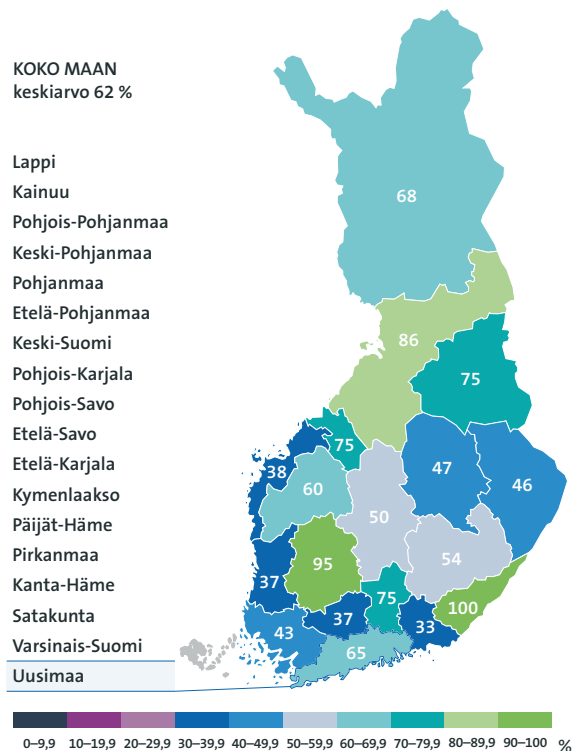 KOKO MAAN
keskiarvo 62 %
Lappi
Kainuu
Pohjois-Pohjanmaa
Keski-Pohjanmaa
Pohjanmaa
Etelä-Pohjanmaa
Keski-Suomi
Pohjois-Karjala
Pohjois-Savo
Etelä-Savo
Etelä-Karjala
Kymenlaakso
Päijät-Häme
Pirkanmaa
Kanta-Häme
Satakunta
Varsinais-Suomi
Uusimaa
68
86
75
75
38
47
46
60
50
54
95
37
75
100
37
33
43
65
0–9,9 10–19,9 20–29,9 30–39,9 40–49,9 50–59,9 60–69,9 70–79,9 80–89,9 90–100 %